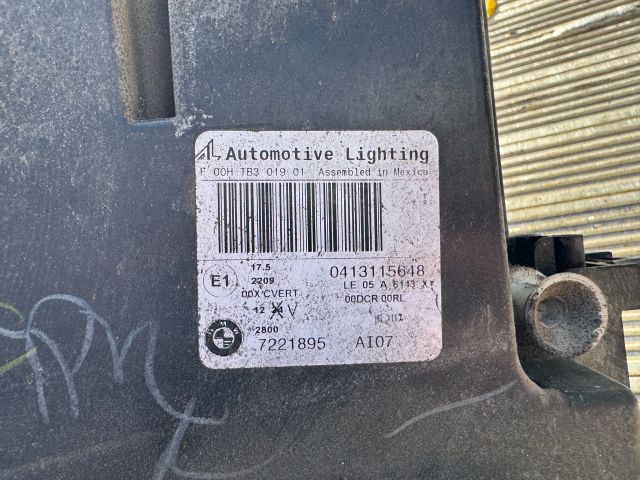 AL Automotive Lighting
F 00H TB3 019 01 Assembled in Mexico
E1
17.5
2209
0413115648
LE 05 A 6143 X
00X CVERT
00DCR 00RL
12 V
2800
7221895 AI07